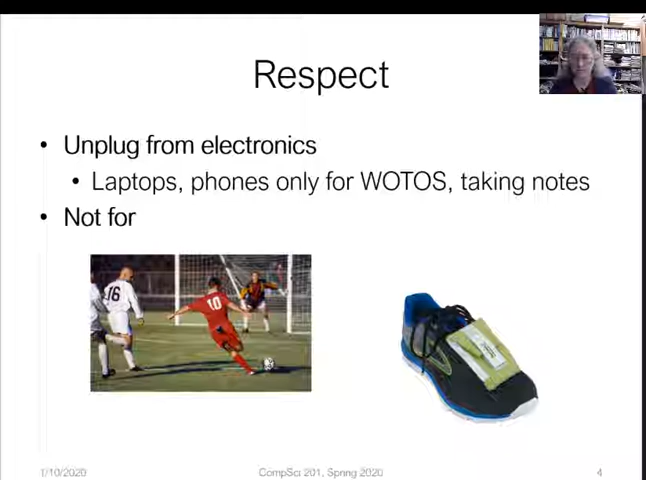 Respect
• Unplug from electronics
• Laptops, phones only for WOTOS, taking notes
• Not for
16
10
1/10/2020
CompSci 201, Spring 2020
4